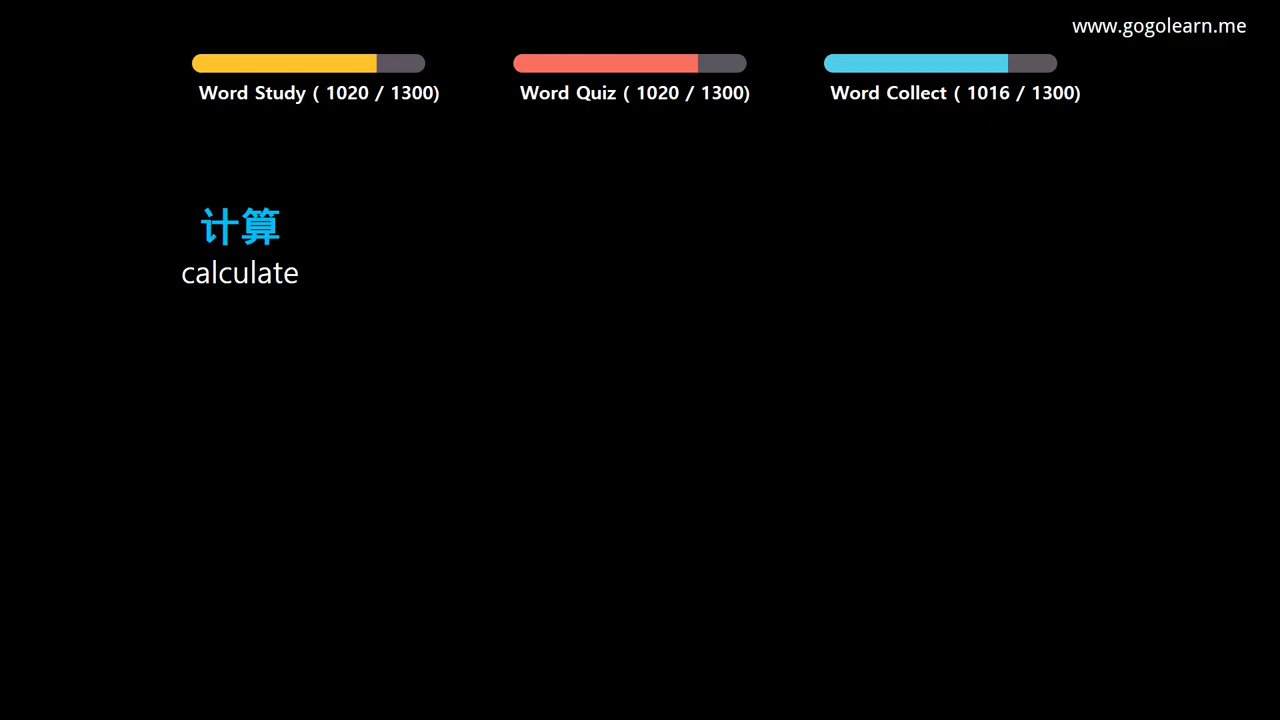 www.gogolearn.me
Word Study ( 1020 / 1300)
Word Quiz ( 1020 / 1300)
Word Collect ( 1016 / 1300)
计算
calculate